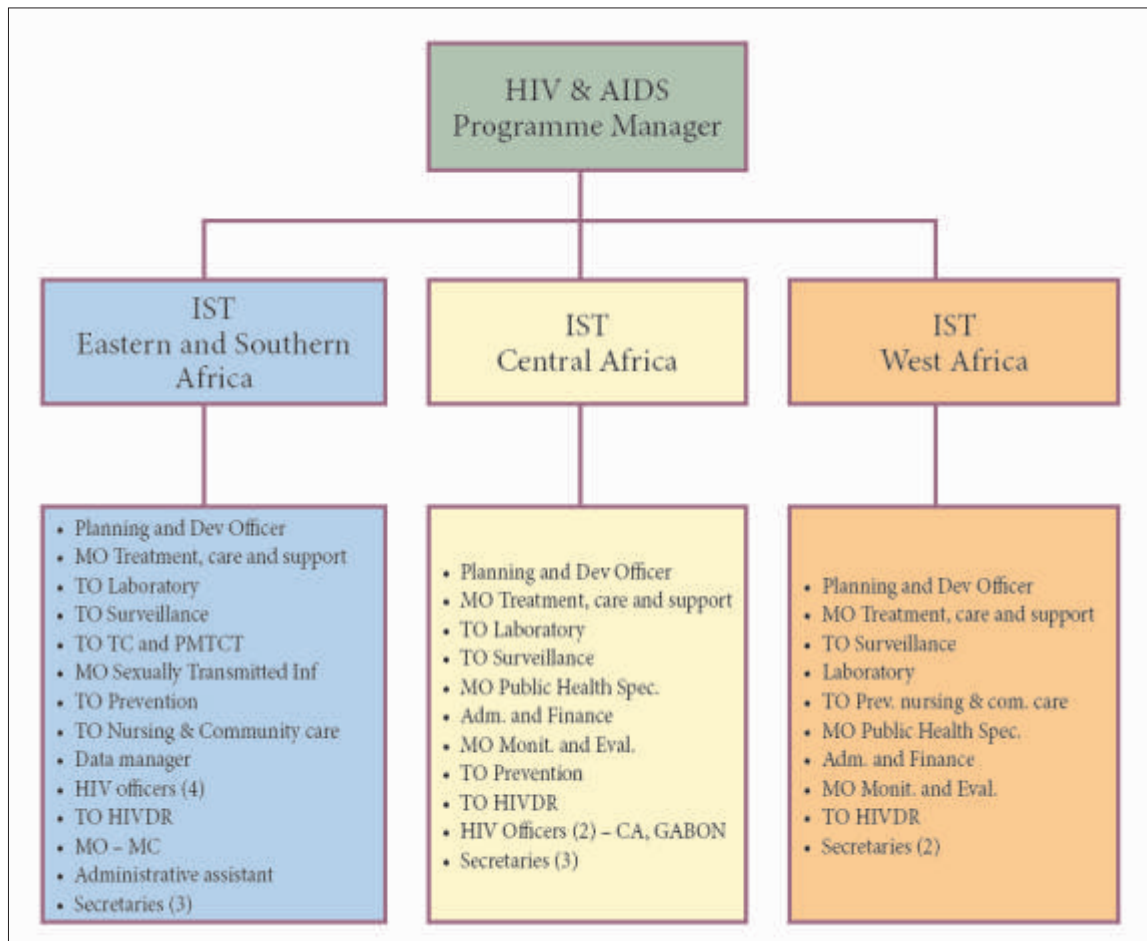 HIV & AIDS
Programme Manager
IST
Eastern and Southern
Africa
IST
Central Africa
IST
West Africa
• Planning and Dev Officer
• MO Treatment, care and support
• TO Laboratory
• TO Surveillance
• TO TC and PMTCT
• MO Sexually Transmitted Inf
• TO Prevention
• TO Nursing & Community care
• Data manager
• HIV officers (4)
• TO HIVDR
• MO – MC
• Administrative assistant
• Secretaries (3)
• Planning and Dev Officer
• MO Treatment, care and support
• TO Laboratory
• TO Surveillance
• MO Public Health Spec.
• Adm. and Finance
• MO Monit. and Eval.
• TO Prevention
• TO HIVDR
• HIV Officers (2) – CA, GABON
• Secretaries (3)
• Planning and Dev Officer
• MO Treatment, care and support
• TO Surveillance
• Laboratory
• TO Prev. nursing & com. care
• MO Public Health Spec.
• Adm. and Finance
• MO Monit. and Eval.
• TO HIVDR
• Secretaries (2)